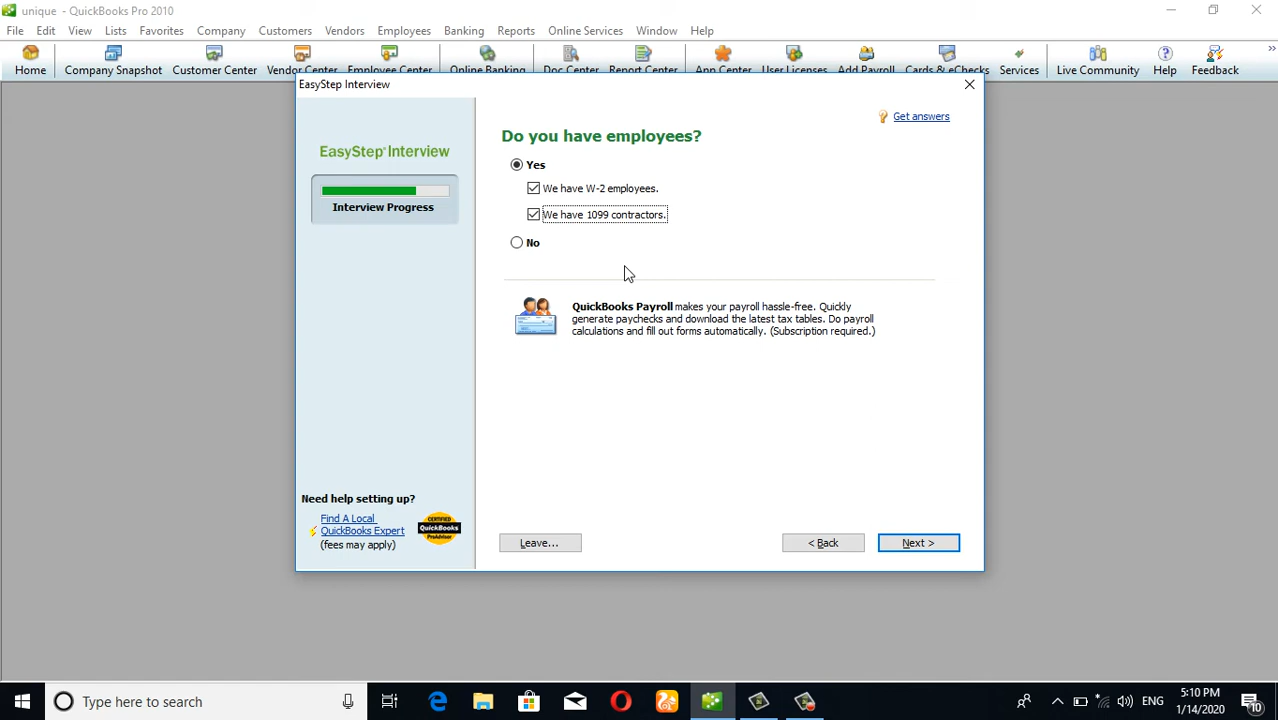 unique - QuickBooks Pro 2010
File Edit View Lists Favorites Company Customers Vendors Employees Banking Reports Online Services Window Help
Home Company Snapshot Customer Center Vendor Center Employee Center Online Banking Doc Center Report Center App Center User Licenses Add Payroll Cards & eChecks Services Live Community Help Feedback
EasyStep Interview
Get answers
EasyStep Interview
Interview Progress
Do you have employees?
Yes
We have W-2 employees.
We have 1099 contractors.
No
QuickBooks Payroll makes your payroll hassle-free. Quickly
generate paychecks and download the latest tax tables. Do payroll
calculations and fill out forms automatically. (Subscription required.)
Need help setting up?
Find A Local
QuickBooks Expert
(fees may apply)
CERTIFIED
QuickBooks
ProAdvisor
Leave...
< Back
Next >
Type here to search
ENG
5:10 PM
1/14/2020
10